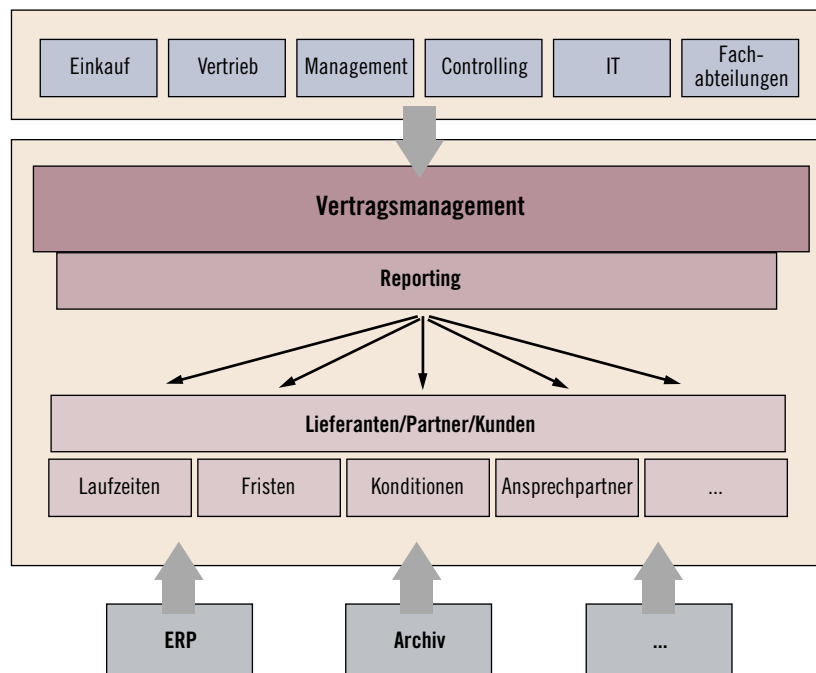 Einkauf
Vertrieb
Management
Controlling
IT
Fach-
abteilungen
Vertragsmanagement
Reporting
Lieferanten/Partner/Kunden
Laufzeiten
Fristen
Konditionen
Ansprechpartner
...
ERP
Archiv
...